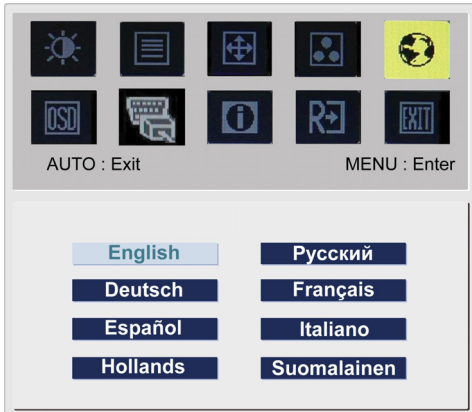 OSD
i
R
EXIT
AUTO : Exit
MENU : Enter
English
Русский
Deutsch
Français
Español
Italiano
Hollands
Suomalainen